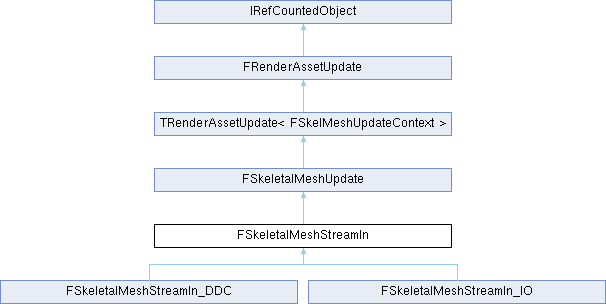 IRefCountedObject
FRenderAssetUpdate
TRenderAssetUpdate< FSkelMeshUpdateContext >
FSkeletalMeshUpdate
FSkeletalMeshStreamIn
FSkeletalMeshStreamIn_DDC
FSkeletalMeshStreamIn_IO